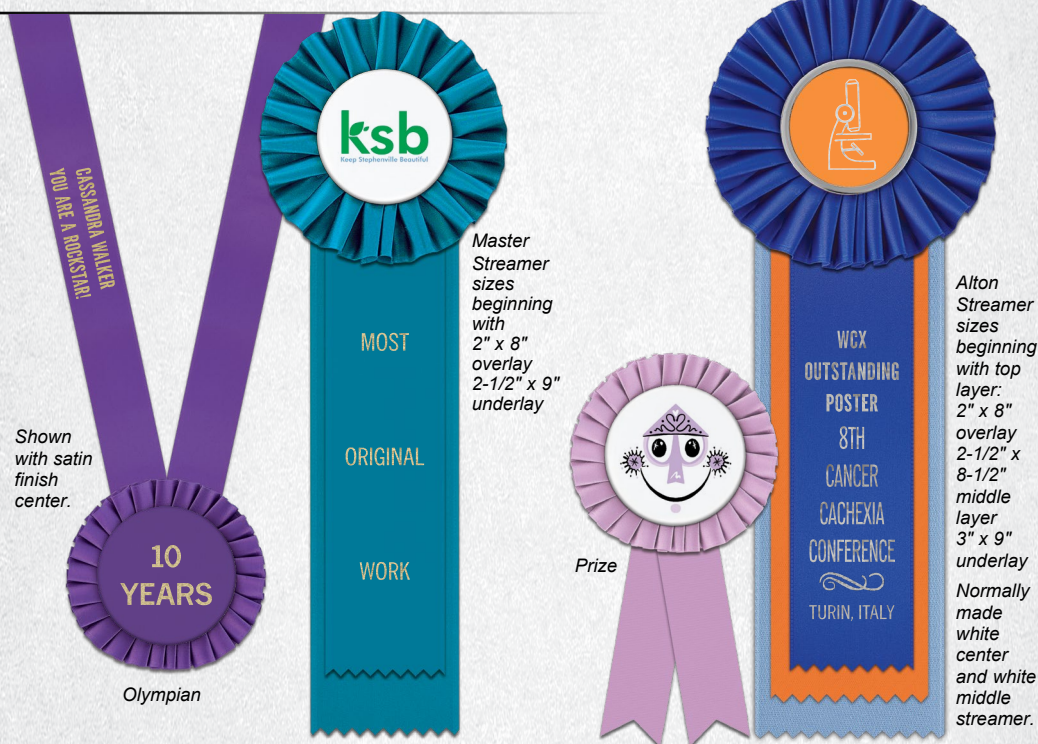 CASSANDRA WALKER
YOU ARE A ROCKSTAR!
Shown
with satin
finish
center.
10
YEARS
Olympian
ksb
Keep Stephenville Beautiful
MOST
ORIGINAL
WORK
Master
Streamer
sizes
beginning
with
2" x 8"
overlay
2-1/2" x 9"
underlay
Prize
WCX
OUTSTANDING
POSTER
8TH
CANCER
CACHEXIA
CONFERENCE
TURIN, ITALY
Alton
Streamer
sizes
beginning
with top
layer:
2" x 8"
overlay
2-1/2" x
8-1/2"
middle
layer
3" x 9"
underlay
Normally
made
white
center
and white
middle
streamer.